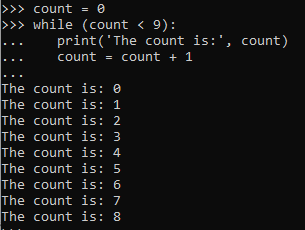 >>> count = 0
>>> while (count < 9):
...    print('The count is:', count)
...    count = count + 1
...
The count is: 0
The count is: 1
The count is: 2
The count is: 3
The count is: 4
The count is: 5
The count is: 6
The count is: 7
The count is: 8